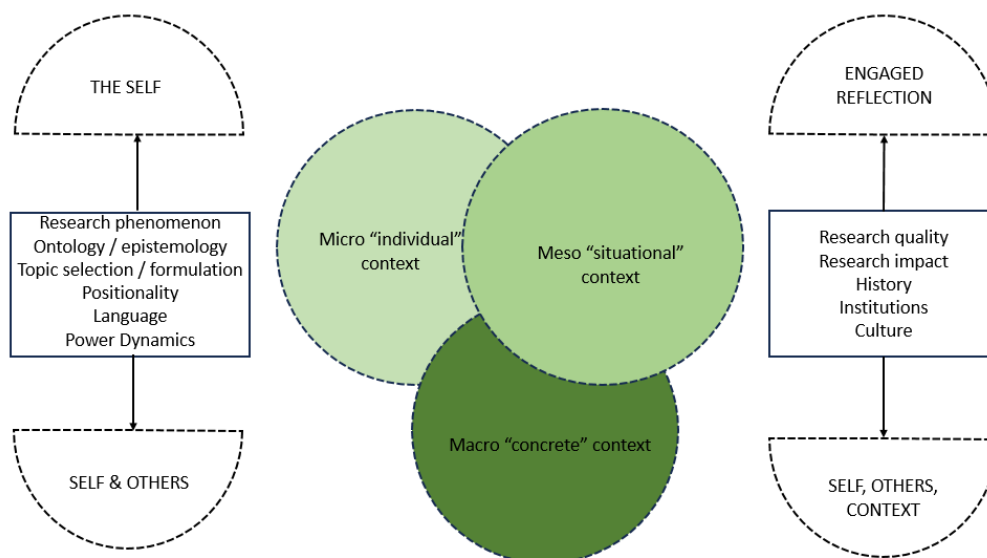 THE SELF
Research phenomenon
Ontology / epistemology
Topic selection / formulation
Positionality
Language
Power Dynamics
SELF & OTHERS
Micro “individual”
context
Meso “situational”
context
Macro “concrete” context
ENGAGED
REFLECTION
Research quality
Research impact
History
Institutions
Culture
SELF, OTHERS,
CONTEXT